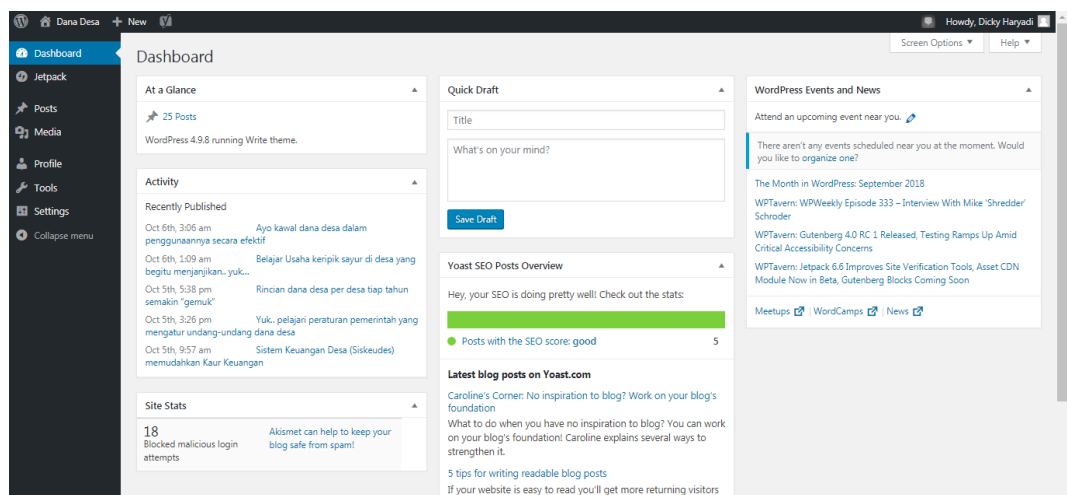 Dana Desa
New
Howdy, Dicky Haryadi
Screen Options
Help
Dashboard
Jetpack
Posts
Media
Profile
Tools
Settings
Collapse menu
Dashboard
At a Glance
25 Posts
WordPress 4.9.8 running Write theme.
Activity
Recently Published
Oct 6th, 3:06 am Ayo kawal dana desa dalam
penggunaannya secara efektif
Oct 6th, 1:09 am Belajar Usaha keripik sayur di desa yang
begitu menjanjikan.. yuk...
Oct 5th, 5:38 pm Rincian dana desa per desa tiap tahun
semakin "gemuk"
Oct 5th, 3:26 pm Yuk.. pelajari peraturan pemerintah yang
mengatur undang-undang dana desa
Oct 5th, 9:57 am Sistem Keuangan Desa (Siskeudes)
memudahkan Kaur Keuangan
Site Stats
18
Blocked malicious login
attempts
Akismet can help to keep your
blog safe from spam!
Quick Draft
Title
What's on your mind?
Save Draft
Yoast SEO Posts Overview
Hey, your SEO is doing pretty well! Check out the stats:
Posts with the SEO score: good 5
Latest blog posts on Yoast.com
Caroline's Corner: No inspiration to blog? Work on your blog's
foundation
What to do when you have no inspiration to blog? You can work
on your blog's foundation! Caroline explains several ways to
strengthen it.
5 tips for writing readable blog posts
If your website is easy to read you'll get more returning visitors
WordPress Events and News
Attend an upcoming event near you.
There aren't any events scheduled near you at the moment. Would
you like to organize one?
The Month in WordPress: September 2018
WPTavern: WPWeekly Episode 333 – Interview With Mike 'Shredder'
Schroder
WPTavern: Gutenberg 4.0 RC 1 Released, Testing Ramps Up Amid
Critical Accessibility Concerns
WPTavern: Jetpack 6.6 Improves Site Verification Tools, Asset CDN
Module Now in Beta, Gutenberg Blocks Coming Soon
Meetups | WordCamps | News